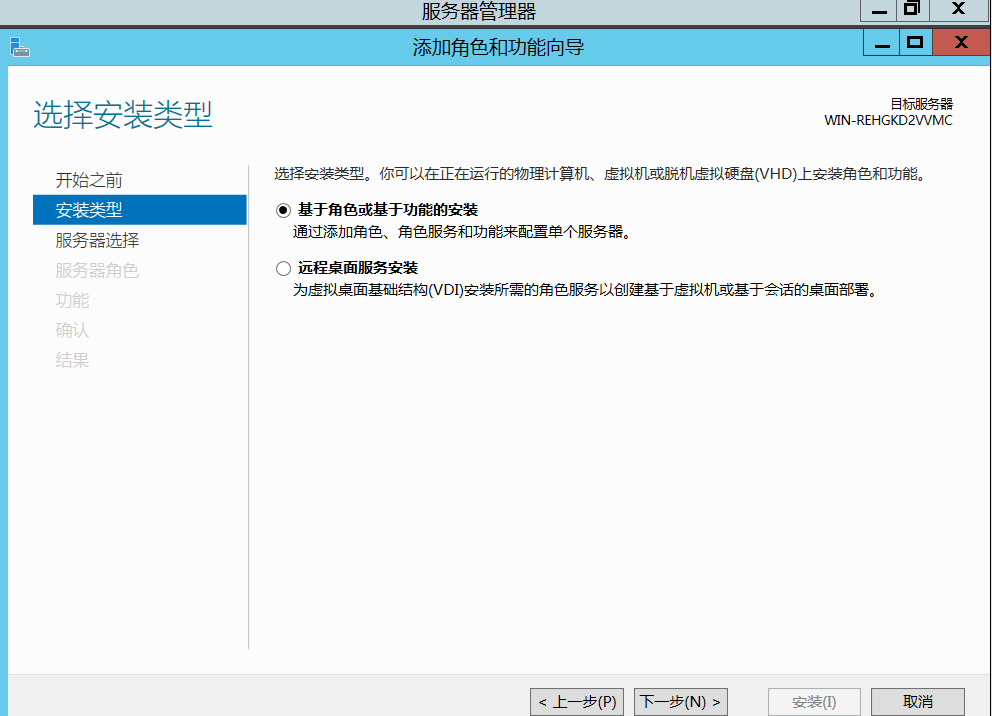 服务器管理器
添加角色和功能向导
选择安装类型
目标服务器
WIN-REHGKD2VVMC
开始之前
安装类型
服务器选择
服务器角色
功能
确认
结果
选择安装类型。你可以在正在运行的物理计算机、虚拟机或脱机虚拟硬盘(VHD)上安装角色和功能。
基于角色或基于功能的安装
通过添加角色、角色服务和功能来配置单个服务器。
远程桌面服务安装
为虚拟桌面基础结构(VDI)安装所需的角色服务以创建基于虚拟机或基于会话的桌面部署。
< 上一步(P)
下一步(N) >
安装(I)
取消